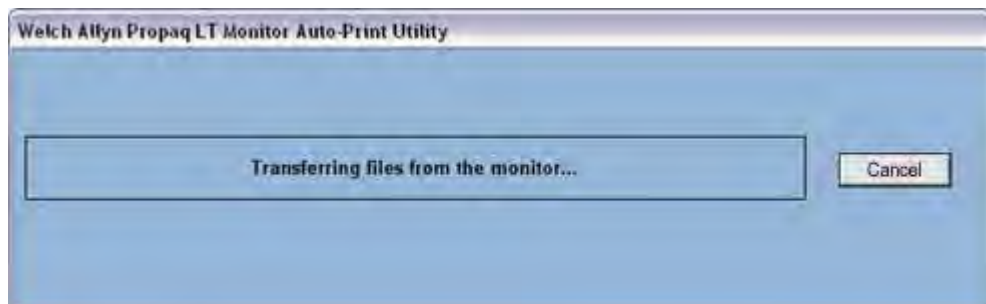 Welch Allyn Propaq LT Monitor Auto-Print Utility
Transferring files from the monitor...
Cancel